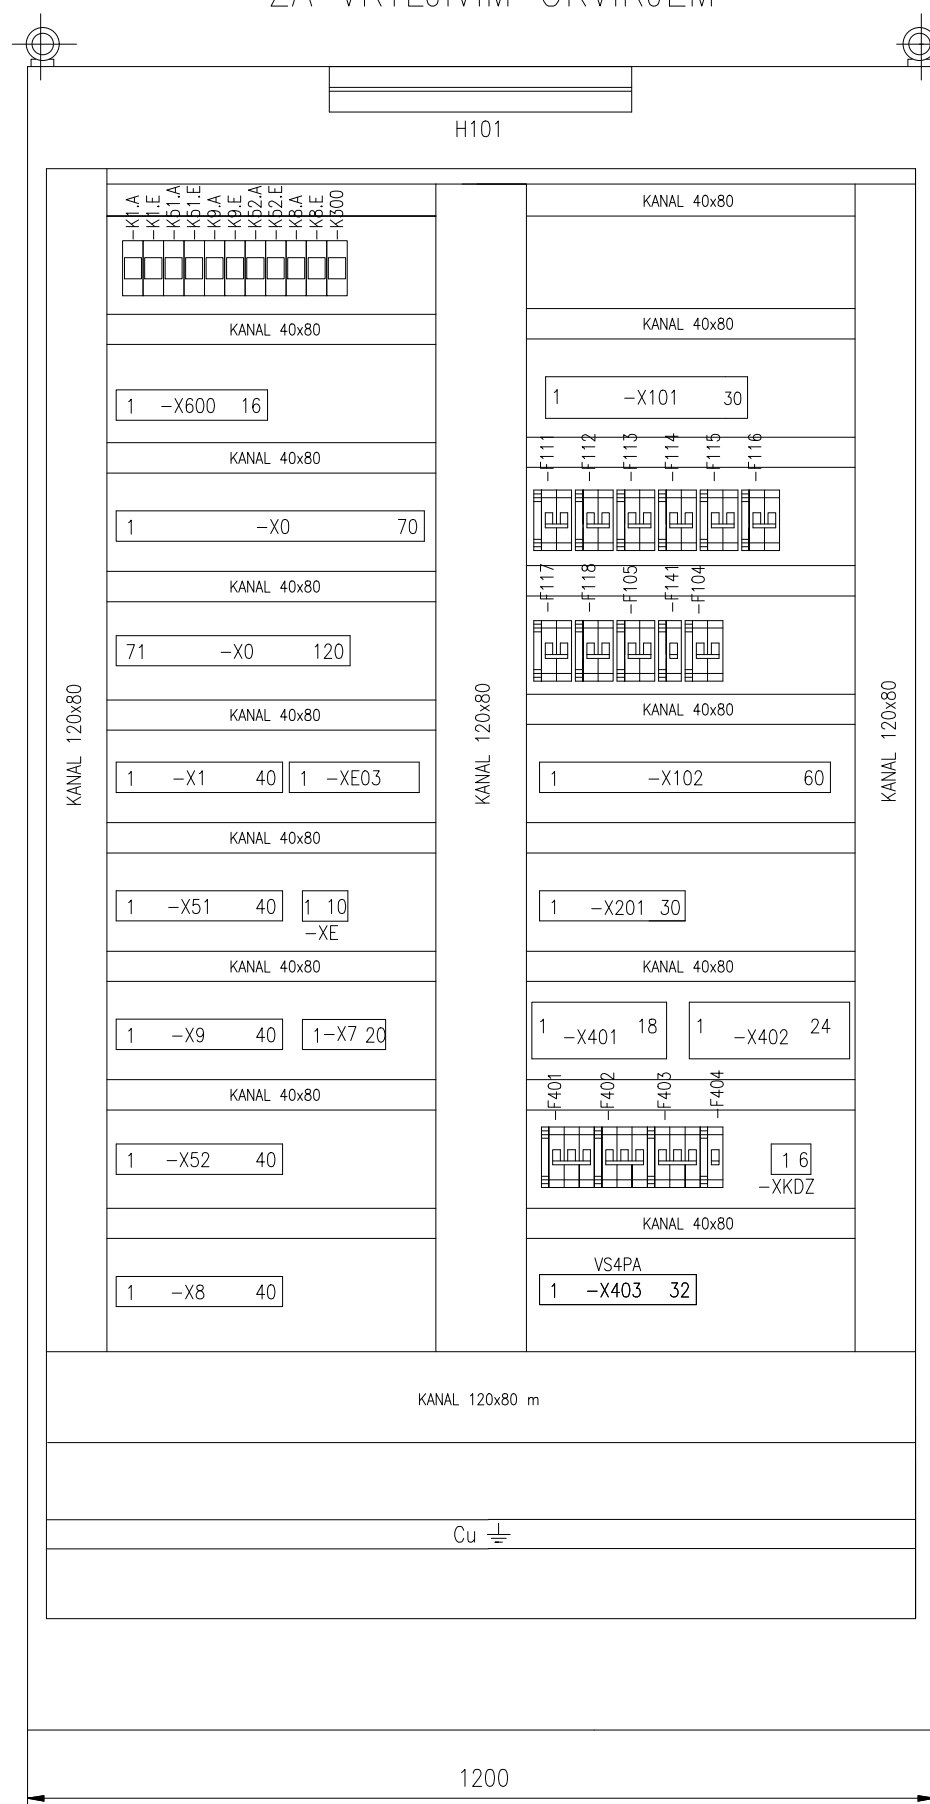 ZA VRTLJIVIM OKVIRJEM
H101
-K1.A
-K1.E
-K51.A
-K51.E
-K9.A
-K9.E
-K52.A
-K52.E
-K8.A
-K8.E
-K300
KANAL 40x80
1 -X600 16
KANAL 40x80
1 -X0 70
KANAL 40x80
71 -X0 120
KANAL 40x80
1 -X1 40
1 -XE03
KANAL 40x80
1 -X51 40
1 10
-XE
KANAL 40x80
1 -X9 40
1-X7 20
KANAL 40x80
1 -X52 40
1 -X8 40
KANAL 120x80
KANAL 120x80
KANAL 40x80
KANAL 40x80
1 -X101 30
-F111
-F112
-F113
-F114
-F115
-F116
-F117
-F118
-F105
-F141
-F104
KANAL 40x80
1 -X102 60
1 -X201 30
KANAL 40x80
1 -X401 18
1 -X402 24
-F401
-F402
-F403
-F404
1 6
-XKDZ
KANAL 40x80
VS4PA
1 -X403 32
KANAL 120x80
KANAL 120x80 m
Cu
1200